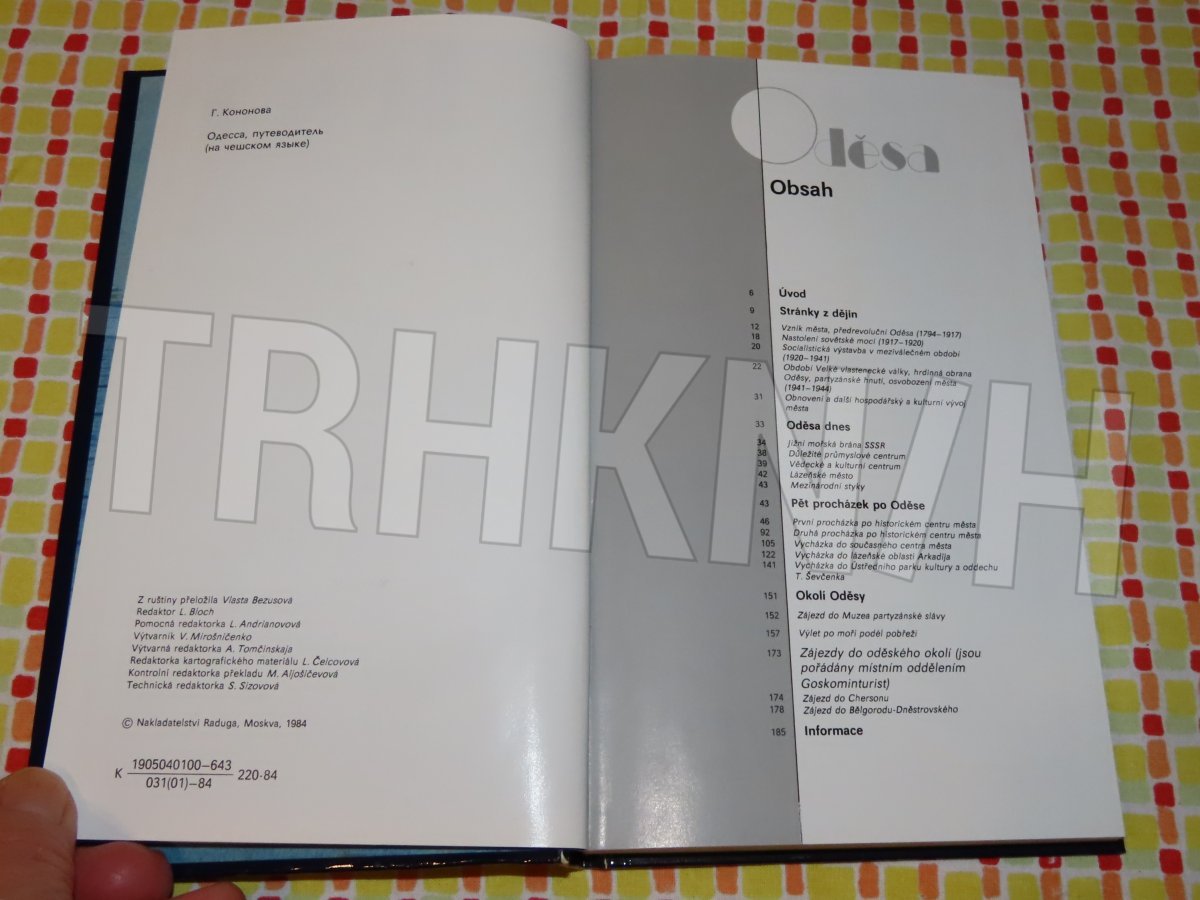 Г. Кононова
Одесса, путеводитель
(на чешском языке)
Z ruštiny přeložila Vlasta Bezusová
Redaktor L. Bloch
Pomocná redaktorka L. Andrianovová
Výtvarník V. Mirošničenko
Výtvarná redaktorka A. Tomčinskaja
Redaktorka kartografického materiálu L. Čelcovová
Kontrolní redaktorka překladu M. Aljošičevová
Technická redaktorka S. Sizovová
© Nakladatelství Raduga, Moskva, 1984
К 1905040100–643
031(01)–84 220-84
Oděsa
Obsah
6 Úvod
9 Stránky z dějin
12 Vznik města, předrevoluční Oděsa (1794–1917)
18 Nastolení sovětské moci (1917–1920)
20 Socialistická výstavba v meziválečném období
(1920–1941)
22 Období Velké vlastenecké války, hrdinná obrana
Oděsy, partyzánské hnutí, osvobození města
(1941–1944)
31 Obnovení a další hospodářský a kulturní vývoj
města
33 Oděsa dnes
34 Jižní mořská brána SSSR
38 Důležité průmyslové centrum
39 Vědecké a kulturní centrum
42 Lázeňské město
43 Mezinárodní styky
43 Pět procházek po Oděse
46 První procházka po historickém centru města
92 Druhá procházka po historickém centru města
105 Vycházka do současného centra města
122 Vycházka do lázeňské oblasti Arkadija
141 Vycházka do Ústředního parku kultury a oddechu
T. Ševčenka
151 Okolí Oděsy
152 Zájezd do Muzea partyzánské slávy
157 Výlet po moři podél pobřeží
173 Zájezdy do oděského okolí (jsou
pořádány místním oddělením
Goskominturist)
174 Zájezd do Chersonu
178 Zájezd do Bělgorodu-Dněstrovského
185 Informace
TRHKNIH